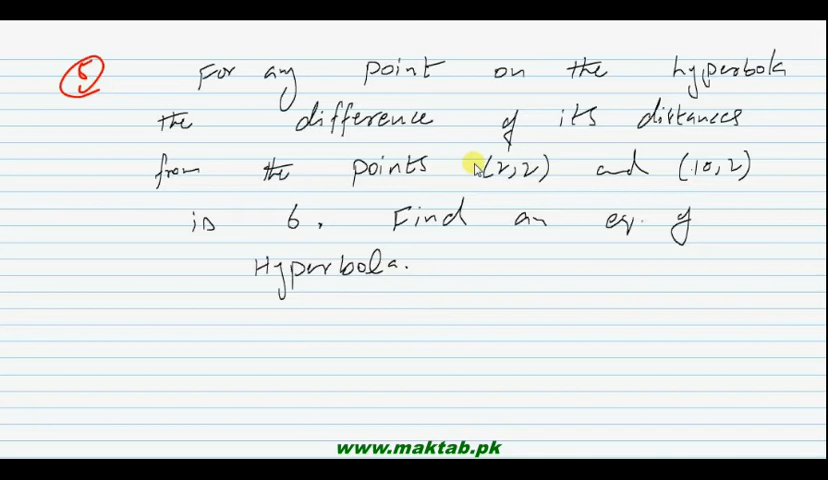 5 For any point on the hyperbola
the difference of its distances
from the points (2,2) and (10,2)
is 6. Find an eq. of
Hyperbola.
www.maktab.pk